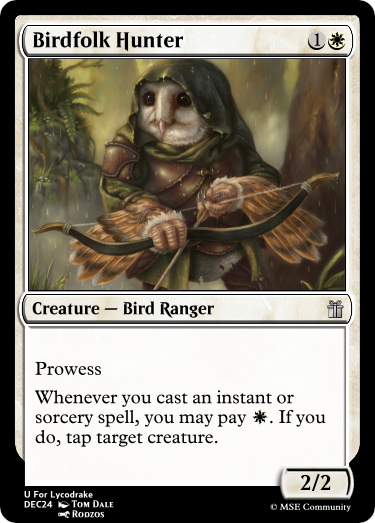 Birdfolk Hunter 1
Creature — Bird Ranger
Prowess
Whenever you cast an instant or
sorcery spell, you may pay . If you
do, tap target creature.
2/2
U For Lycodrake
DEC24 Tom Dale
Rodzos
© MSE Community